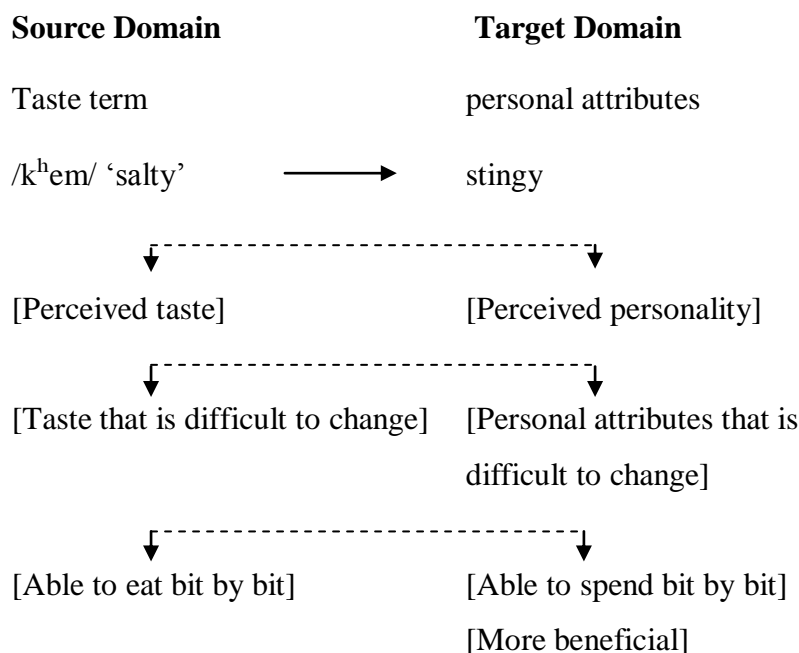 Source Domain Target Domain
Taste term personal attributes
/kʰem/ ‘salty’ stingy
[Perceived taste] [Perceived personality]
[Taste that is difficult to change] [Personal attributes that is
difficult to change]
[Able to eat bit by bit] [Able to spend bit by bit]
[More beneficial]